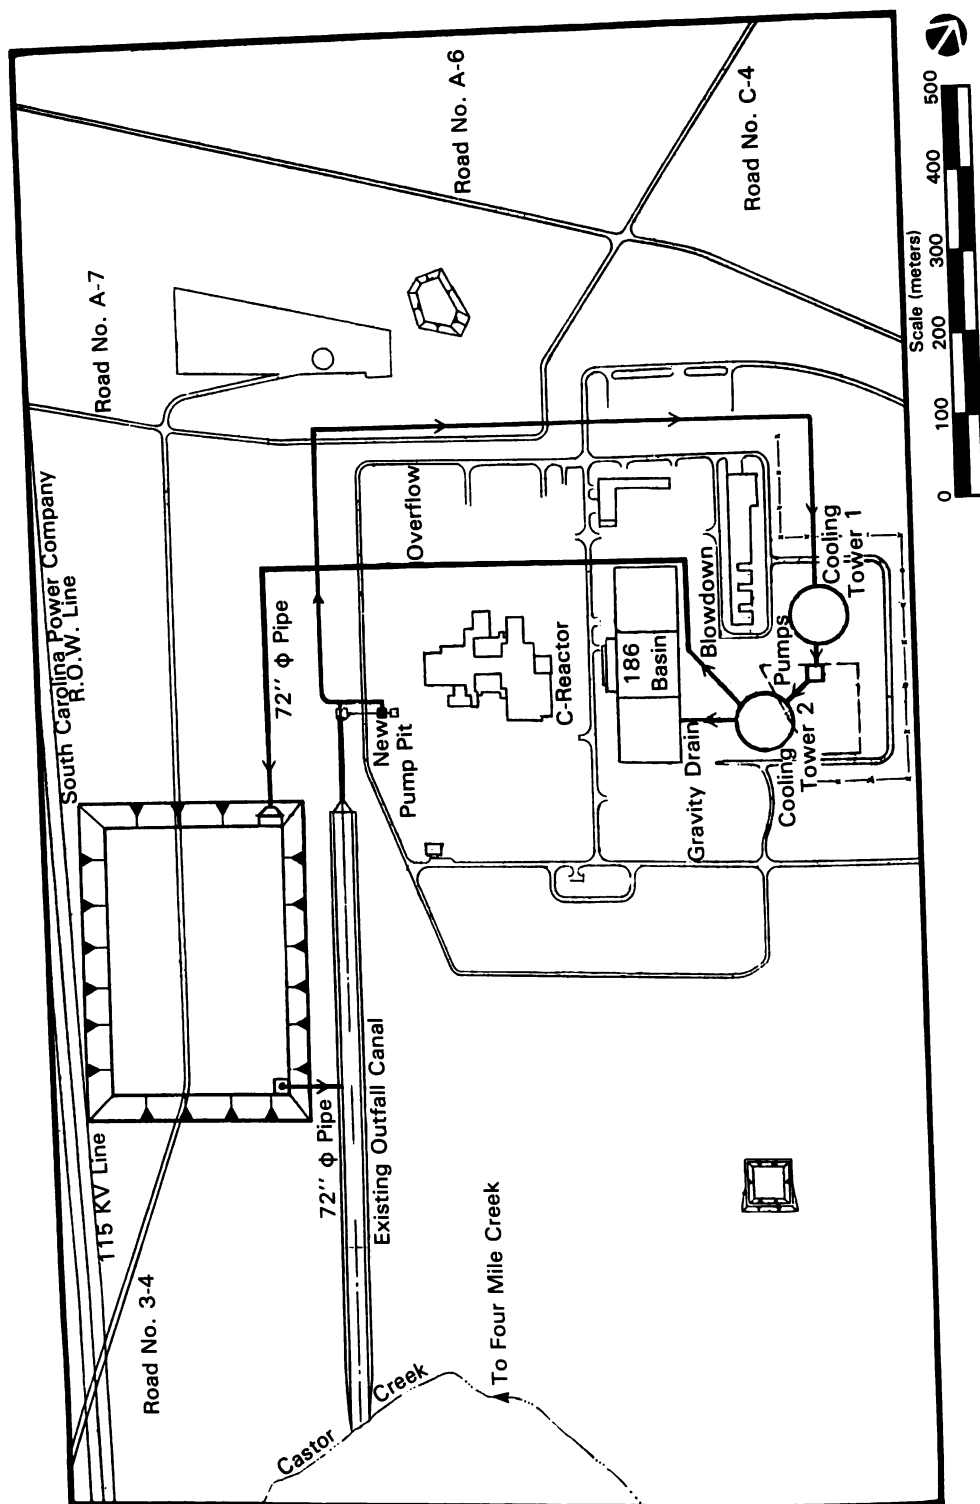 South Carolina Power Company
R.O.W. Line
115 KV Line
Road No. 3-4
Road No. A-7
Road No. A-6
Road No. C-4
72" ϕ Pipe
72" ϕ Pipe
Existing Outfall Canal
Castor Creek
To Four Mile Creek
New
Pump Pit
Overflow
C-Reactor
186
Basin
Blowdown
Gravity Drain
Pumps
Cooling
Tower 1
Cooling
Tower 2
Scale (meters)
0 100 200 300 400 500